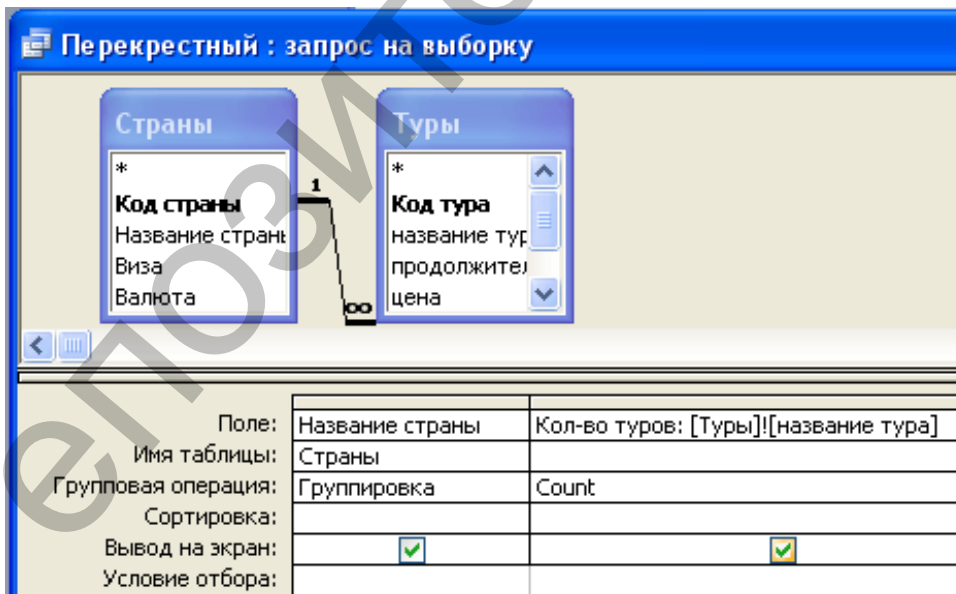 Перекрестный : запрос на выборку
Страны
*
Код страны
Название страны
Виза
Валюта
1
∞
Туры
*
Код тура
название тур
продолжител
цена
Поле: Название страны Кол-во туров: [Туры]![название тура]
Имя таблицы: Страны
Групповая операция: Группировка Count
Сортировка:
Вывод на экран:
Условие отбора:
епозито